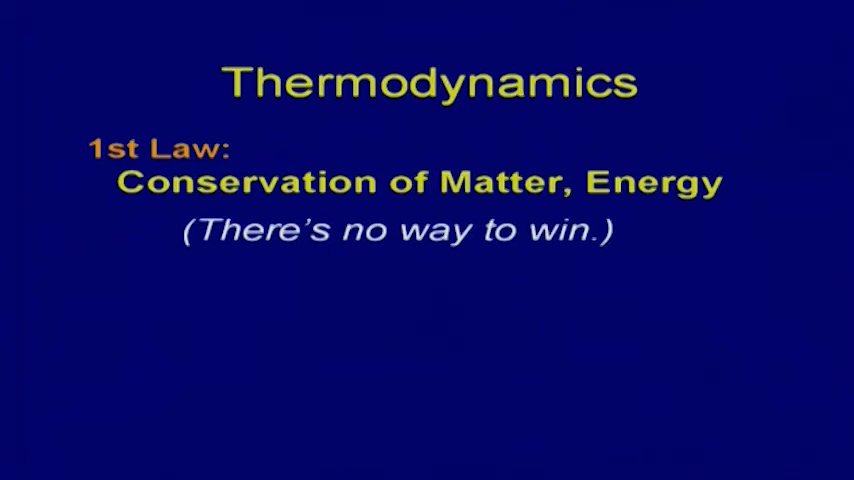 Thermodynamics
1st Law:
Conservation of Matter, Energy
(There's no way to win.)